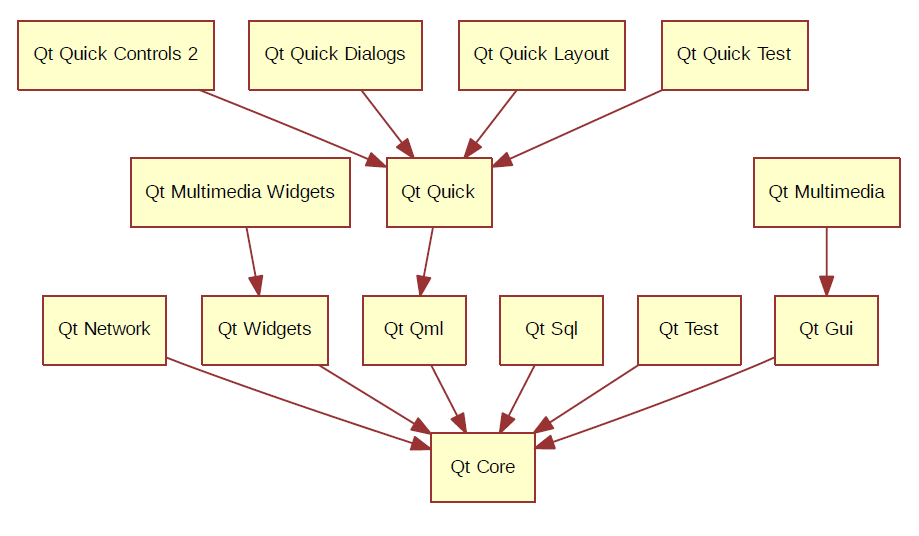 Qt Quick Controls 2
Qt Quick Dialogs
Qt Quick Layout
Qt Quick Test
Qt Multimedia Widgets
Qt Quick
Qt Multimedia
Qt Network
Qt Widgets
Qt Qml
Qt Sql
Qt Test
Qt Gui
Qt Core